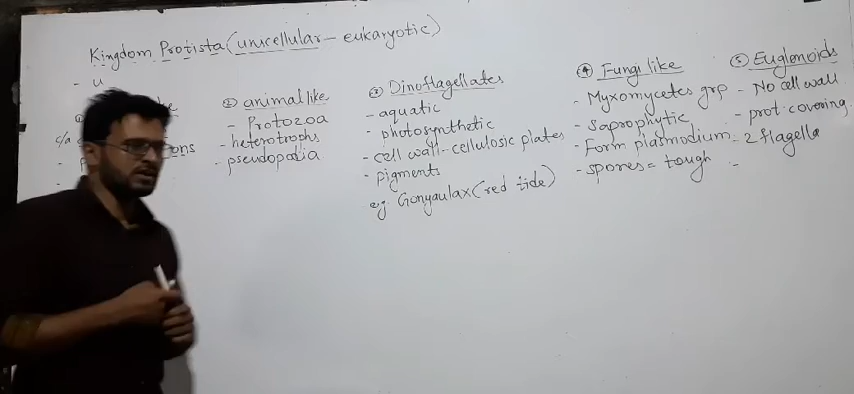 Kingdom Protista (unicellular - eukaryotic)
- u
c/a
② animal like
- Protozoa
- heterotrophs
- pseudopodia
③ Dinoflagellates
- aquatic
- photosynthetic
- cell wall - cellulosic plates
- pigments
eg Gonyaulax (red tide)
④ Fungi like
- Myxomycetes grp
- Saprophytic
- Form plasmodium
- spores = tough
⑤ Euglenoids
- No cell wall
- prot. covering
- 2 flagella
-